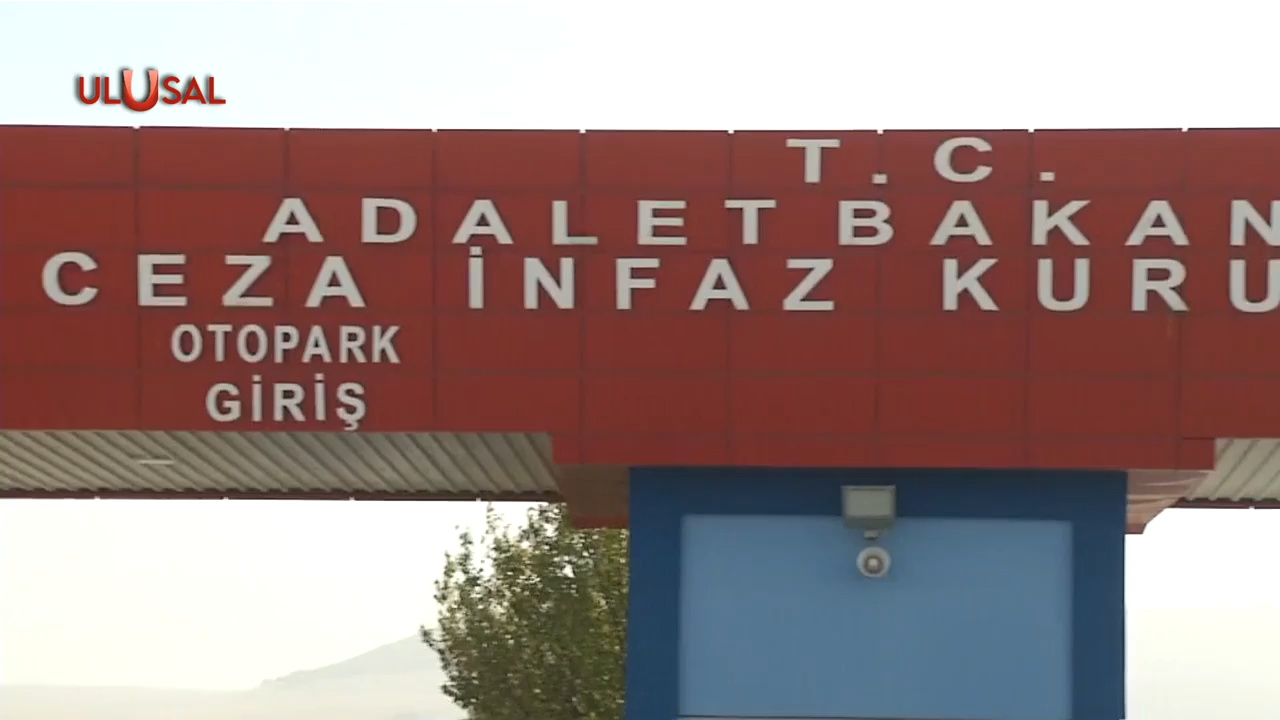 ULUSAL
T. C.
ADALET BAKAN
CEZA İNFAZ KURU
OTOPARK
GİRİŞ